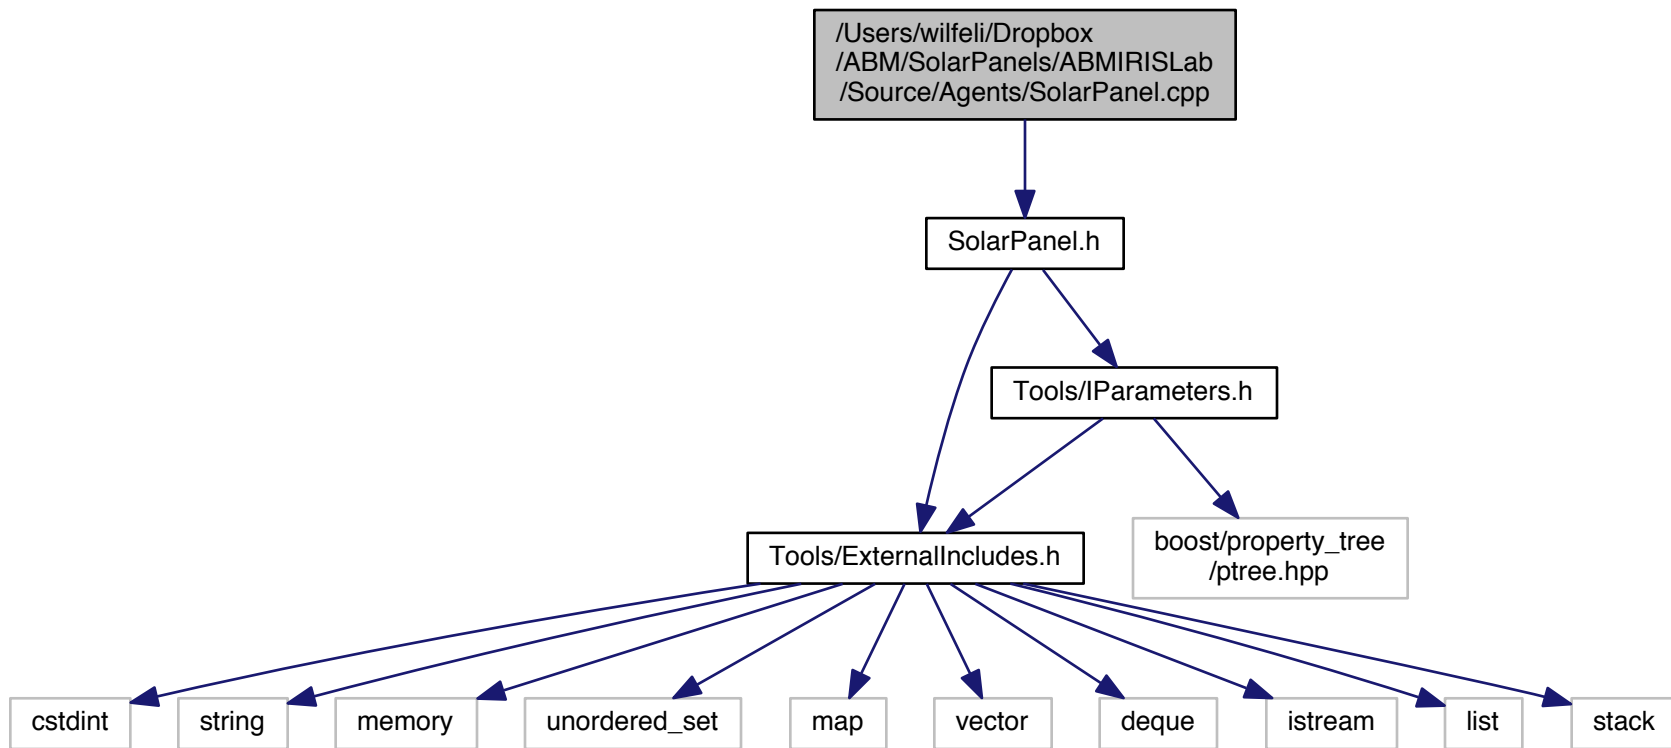 /Users/wilfeli/Dropbox
/ABM/SolarPanels/ABMIRISLab
/Source/Agents/SolarPanel.cpp
SolarPanel.h
Tools/IParameters.h
Tools/ExternalIncludes.h
boost/property_tree
/ptree.hpp
cstdint
string
memory
unordered_set
map
vector
deque
istream
list
stack